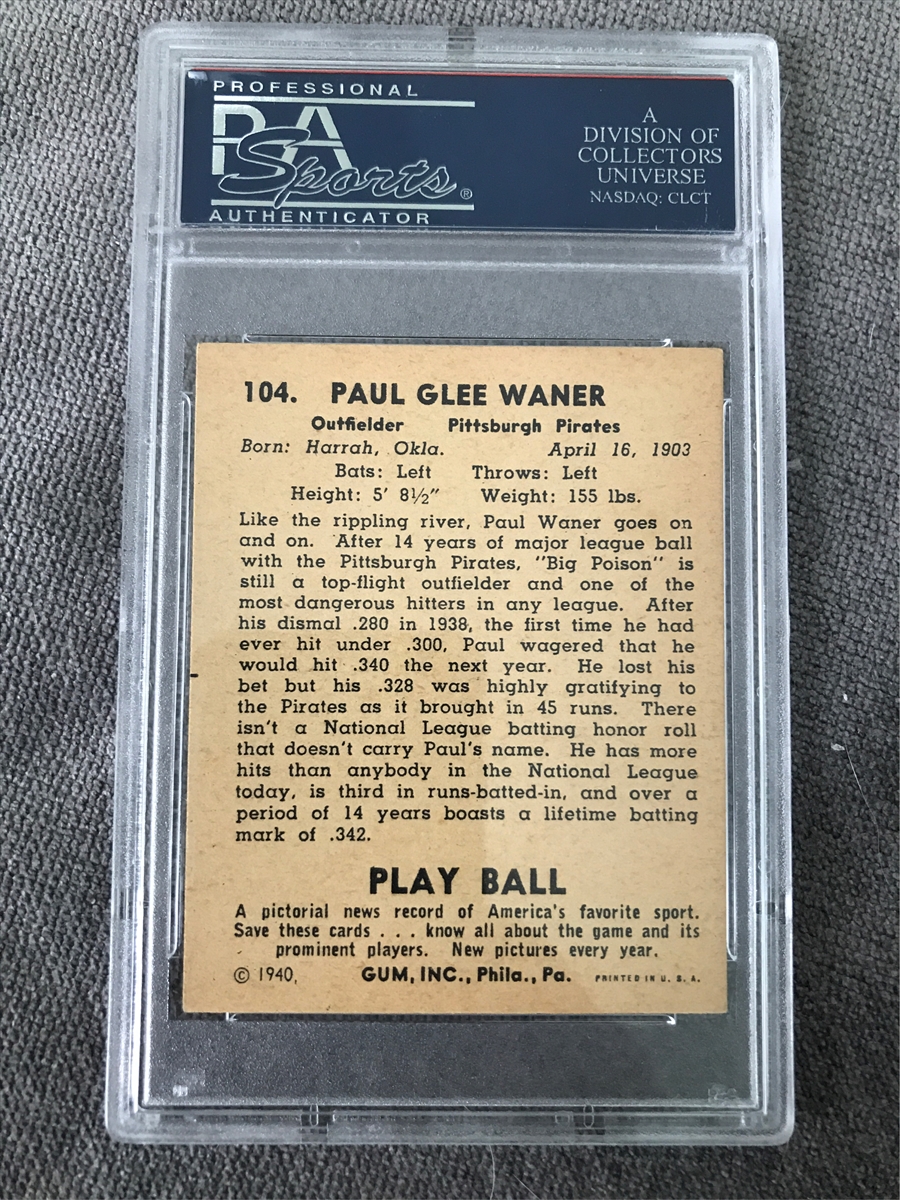 PROFESSIONAL
PSA
Sports®
AUTHENTICATOR
A
DIVISION OF
COLLECTORS
UNIVERSE
NASDAQ: CLCT
104. PAUL GLEE WANER
Outfielder Pittsburgh Pirates
Born: Harrah, Okla. April 16, 1903
Bats: Left Throws: Left
Height: 5' 8½" Weight: 155 lbs.
Like the rippling river, Paul Waner goes on
and on. After 14 years of major league ball
with the Pittsburgh Pirates, "Big Poison" is
still a top-flight outfielder and one of the
most dangerous hitters in any league. After
his dismal .280 in 1938, the first time he had
ever hit under .300, Paul wagered that he
would hit .340 the next year. He lost his
bet but his .328 was highly gratifying to
the Pirates as it brought in 45 runs. There
isn't a National League batting honor roll
that doesn't carry Paul's name. He has more
hits than anybody in the National League
today, is third in runs-batted-in, and over a
period of 14 years boasts a lifetime batting
mark of .342.
PLAY BALL
A pictorial news record of America's favorite sport.
Save these cards . . . know all about the game and its
prominent players. New pictures every year.
© 1940, GUM, INC., Phila., Pa. PRINTED IN U. S. A.